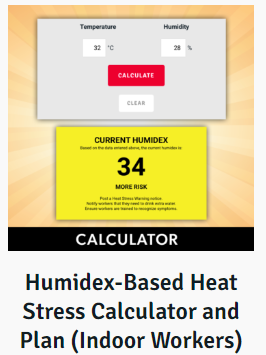 Temperature Humidity
32 °C 28 %
CALCULATE
CLEAR
CURRENT HUMIDEX
Based on the data entered above, the current humidex is:
34
MORE RISK
Post a Heat Stress Warning notice.
Notify workers that they need to drink extra water.
Ensure workers are trained to recognize symptoms.
CALCULATOR
Humidex-Based Heat
Stress Calculator and
Plan (Indoor Workers)